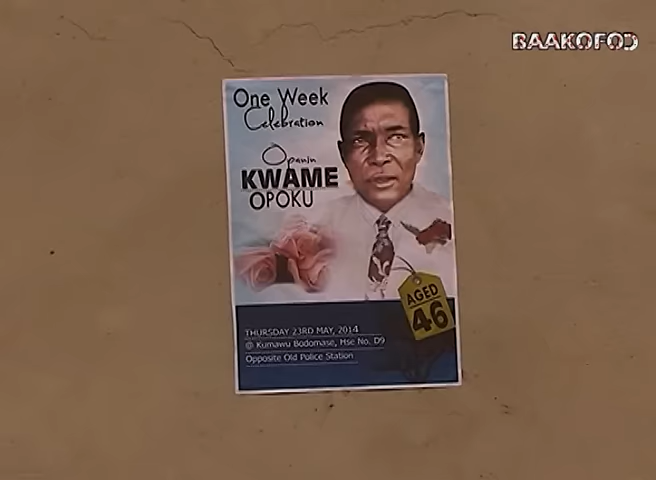 BAAKOFOD
One Week
Celebration
Opanin
KWAME
OPOKU
AGED
46
THURSDAY 23RD MAY, 2014
@ Kumawu Bodomase, Hse No. D9
Opposite Old Police Station